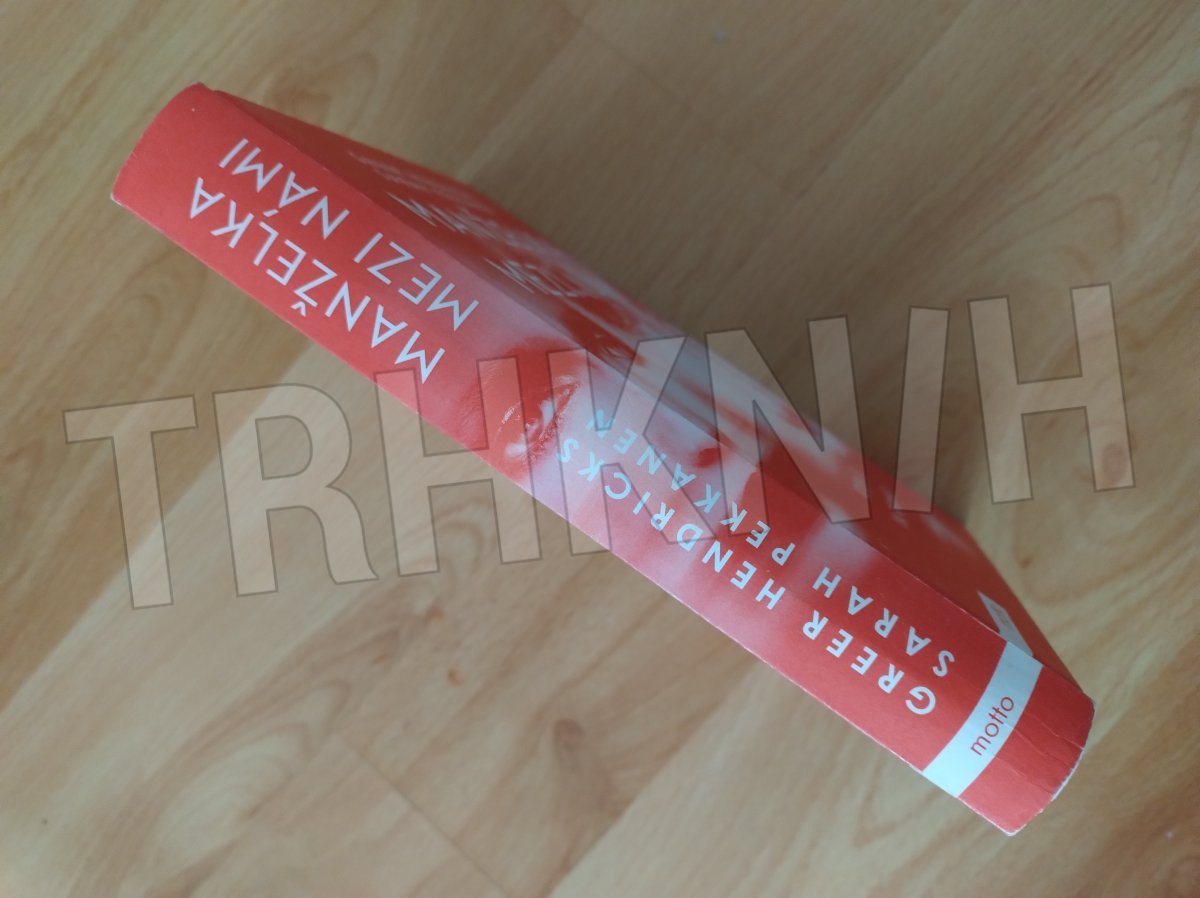 MANŽELKA
MEZI NÁMI
GREER HENDRICKS
SARAH PEKKANEN
motto
TRHKNIH